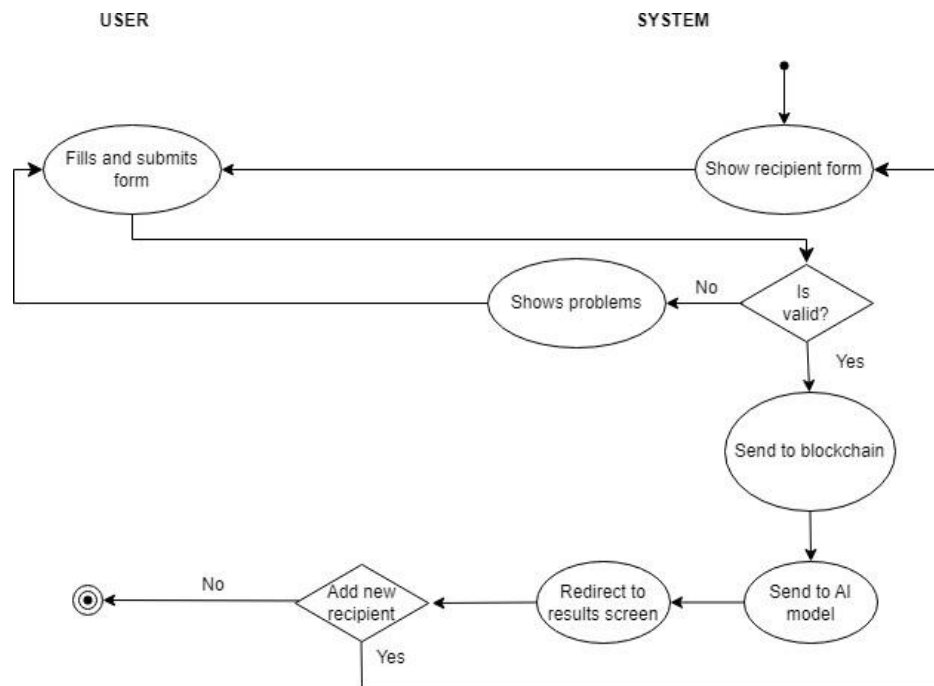 USER
SYSTEM
Fills and submits
form
Show recipient form
Shows problems
No
Is
valid?
Yes
Send to blockchain
No
Add new
recipient
Redirect to
results screen
Send to AI
model
Yes